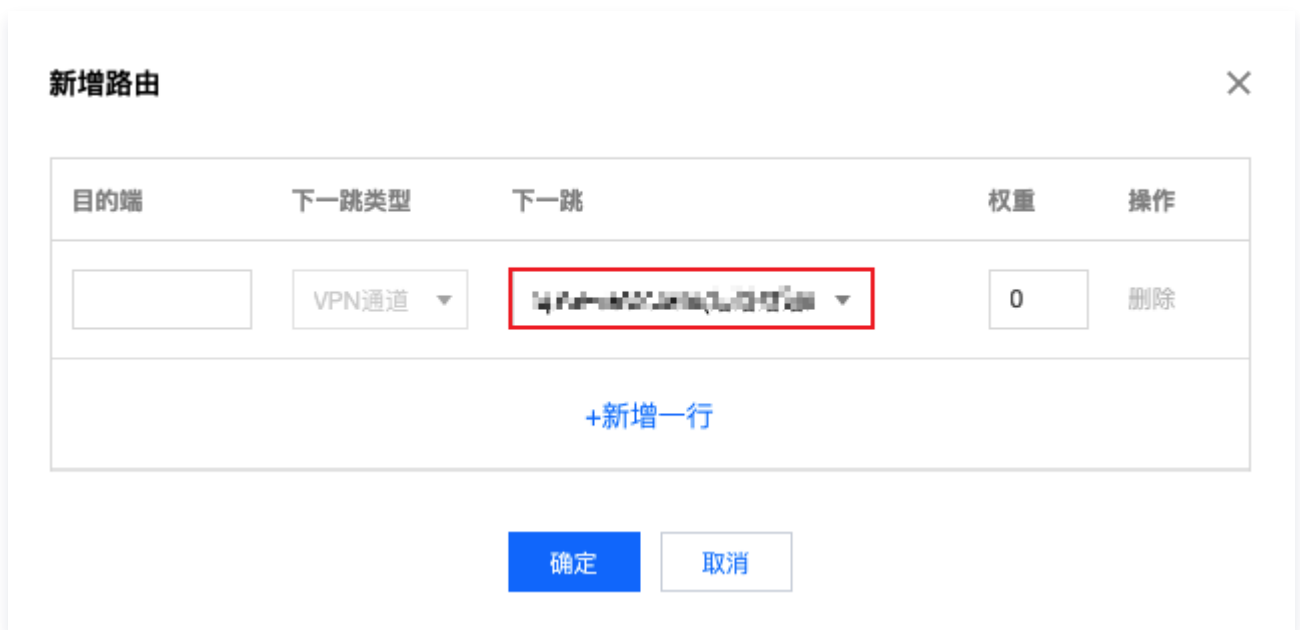 新增路由
目的端 下一跳类型 下一跳 权重 操作
VPN通道 0 删除
+新增一行
确定 取消